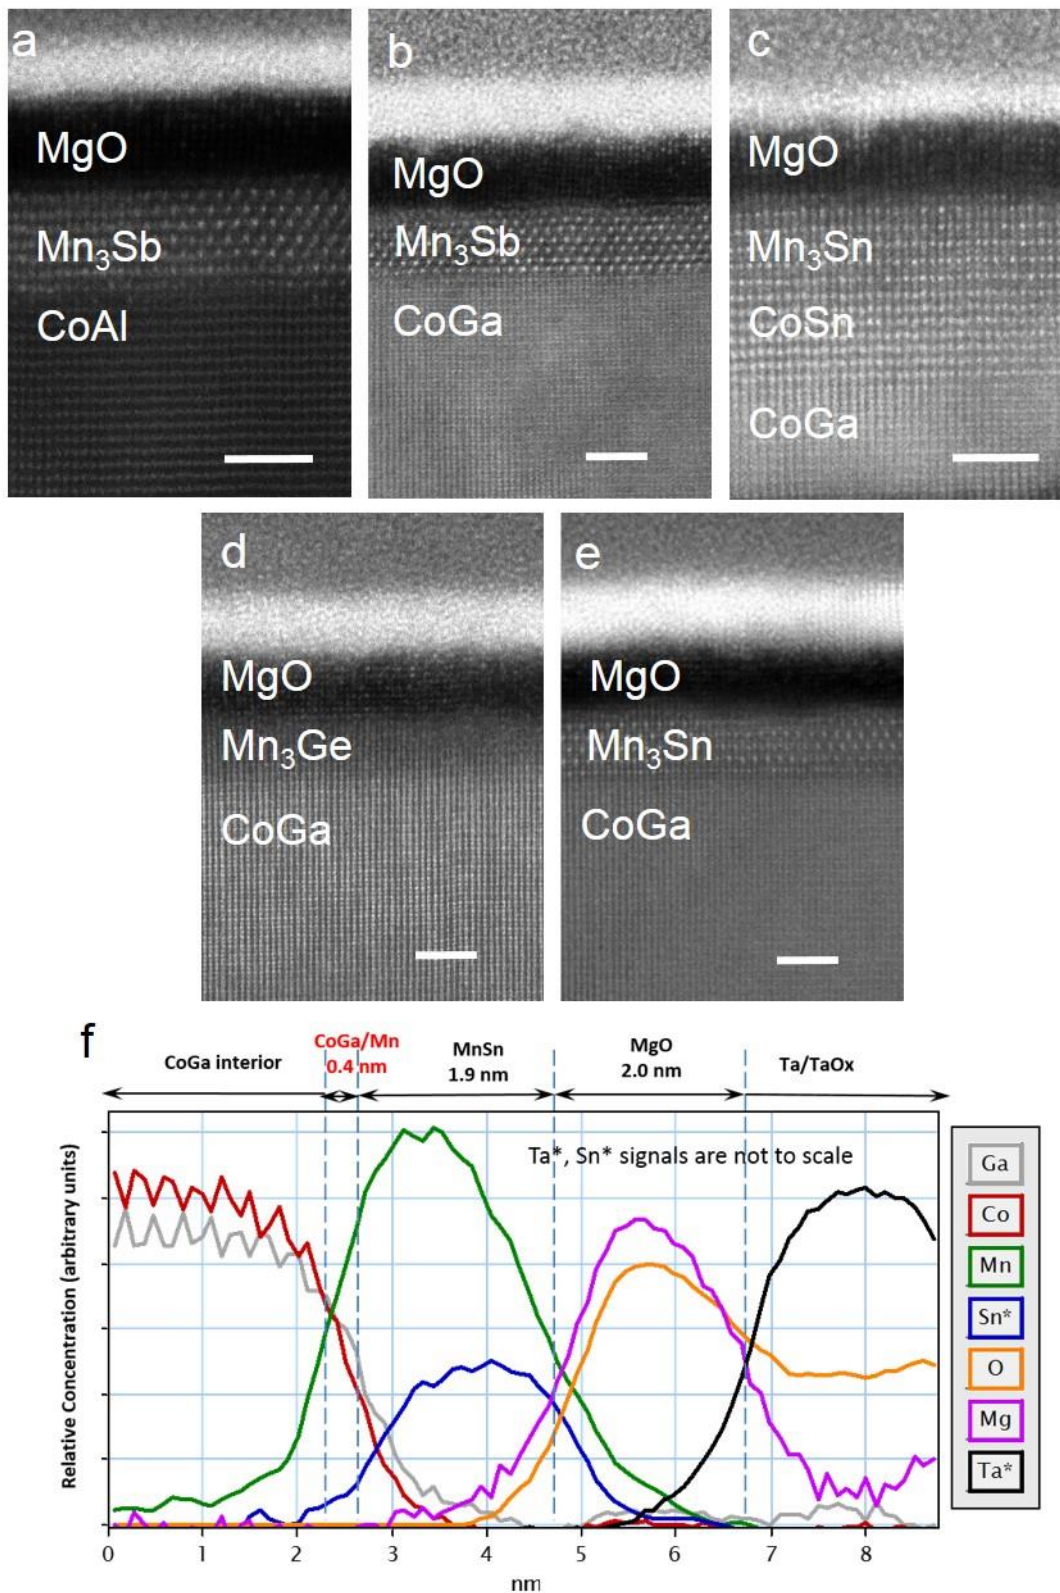 a
MgO
Mn₃Sb
CoAl
b
MgO
Mn₃Sb
CoGa
c
MgO
Mn₃Sn
CoSn
CoGa
d
MgO
Mn₃Ge
CoGa
e
MgO
Mn₃Sn
CoGa
f
CoGa interior
CoGa/Mn
0.4 nm
MnSn
1.9 nm
MgO
2.0 nm
Ta/TaOx
Ta*, Sn* signals are not to scale
Relative Concentration (arbitrary units)
Ga
Co
Mn
Sn*
O
Mg
Ta*
0 1 2 3 4 5 6 7 8
nm